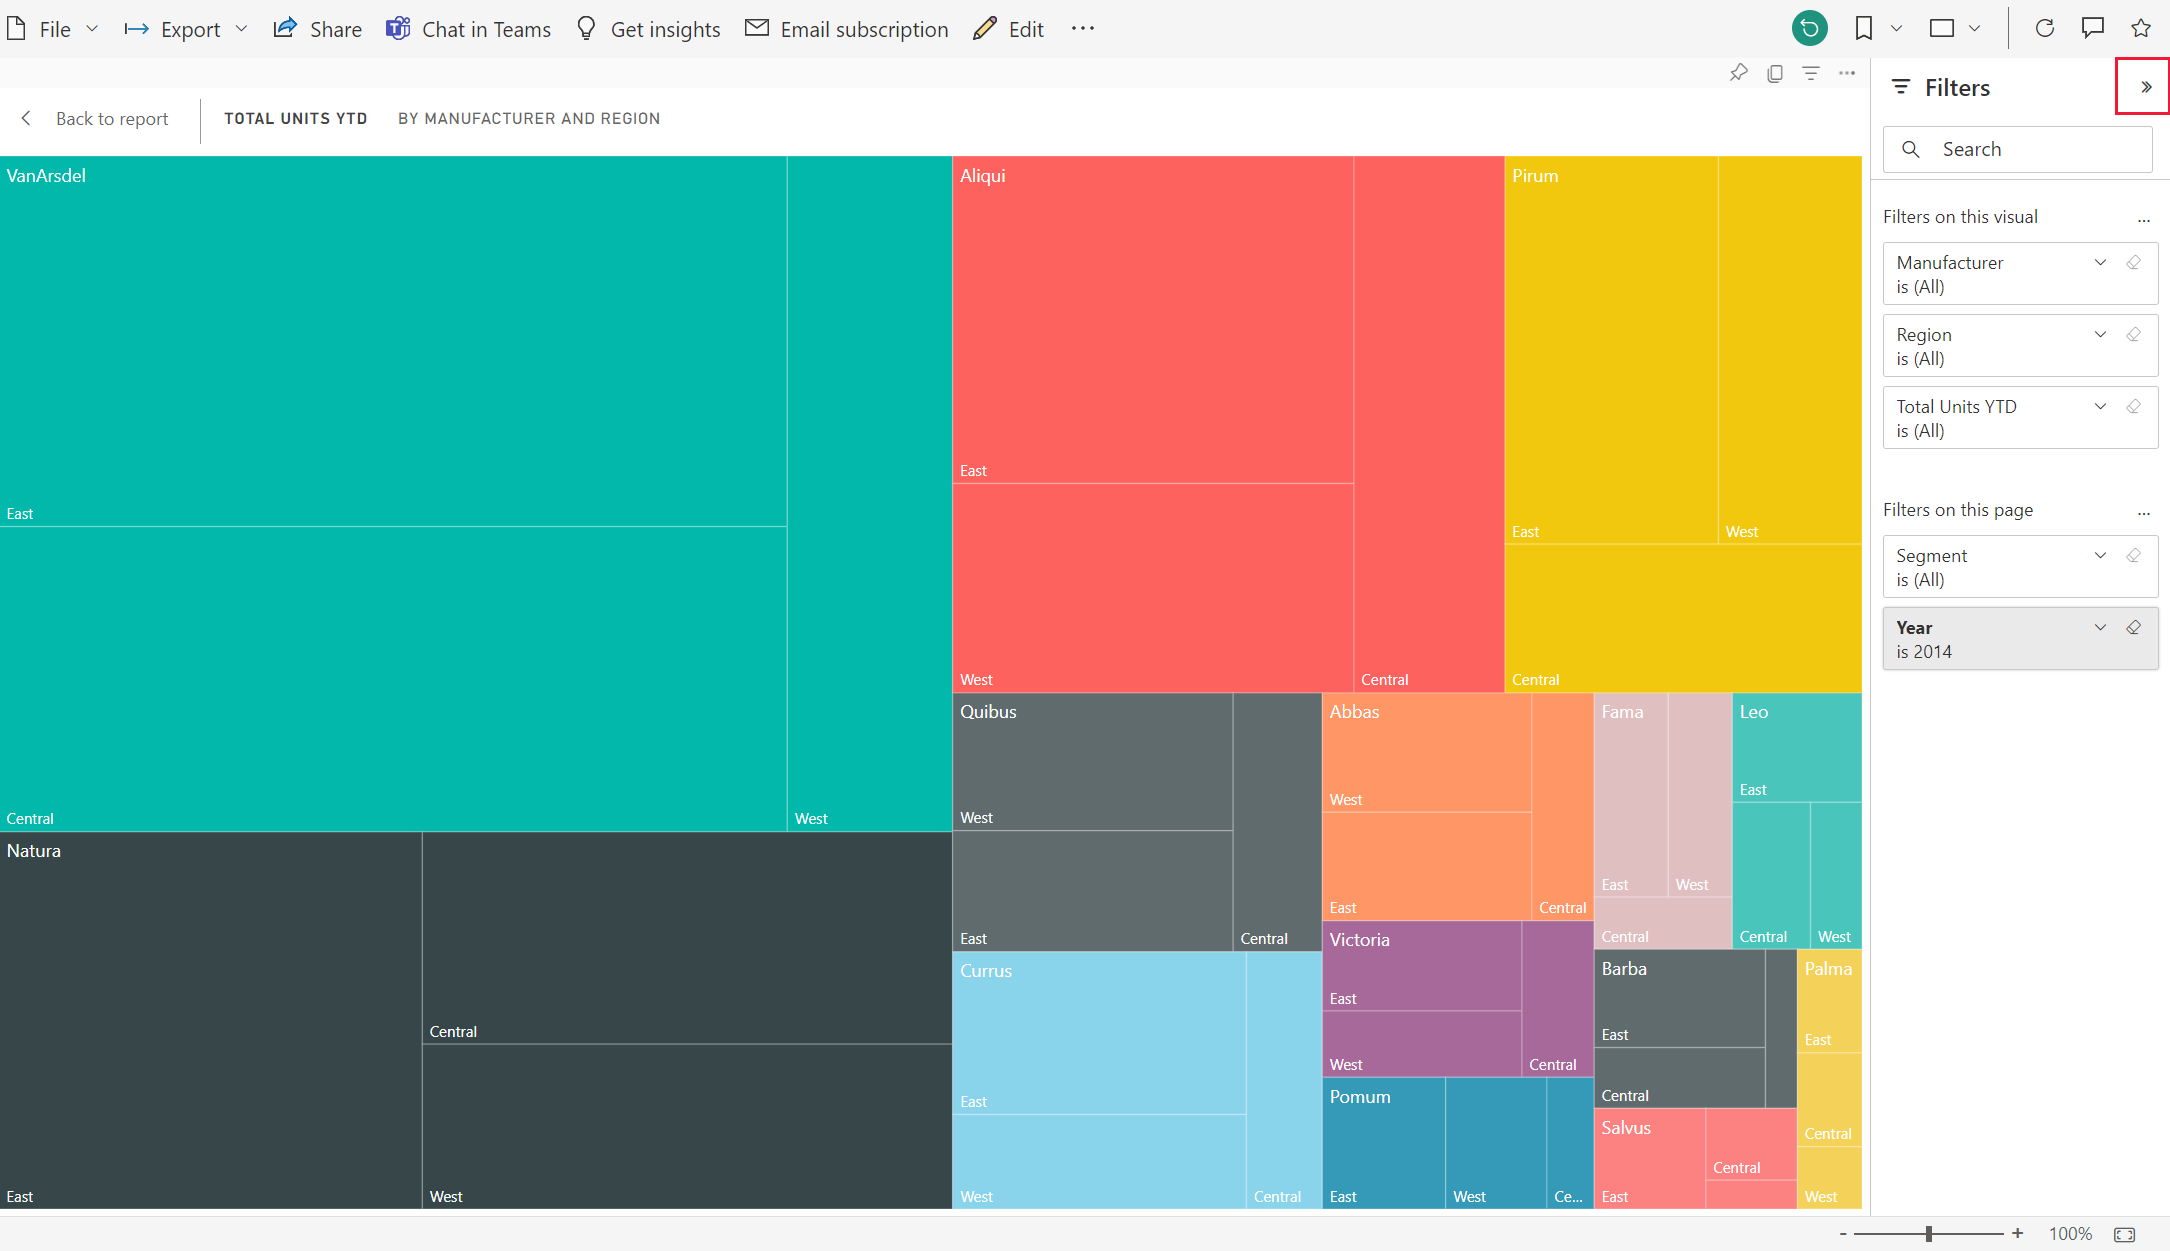 File Export Share Chat in Teams Get insights Email subscription Edit ...
Back to report TOTAL UNITS YTD BY MANUFACTURER AND REGION
VanArsdel
East
Central
West
Natura
East
Central
West
Aliqui
East
West
Central
Pirum
East
West
Central
Quibus
West
East
Central
Currus
East
West
Central
Abbas
West
East
Central
Victoria
East
West
Central
Pomum
East
West
Ce...
Fama
East
West
Central
Leo
East
Central
West
Barba
East
Central
Salvus
East
Central
Palma
East
Central
West
Filters
Search
Filters on this visual ...
Manufacturer
is (All)
Region
is (All)
Total Units YTD
is (All)
Filters on this page ...
Segment
is (All)
Year
is 2014
- + 100%